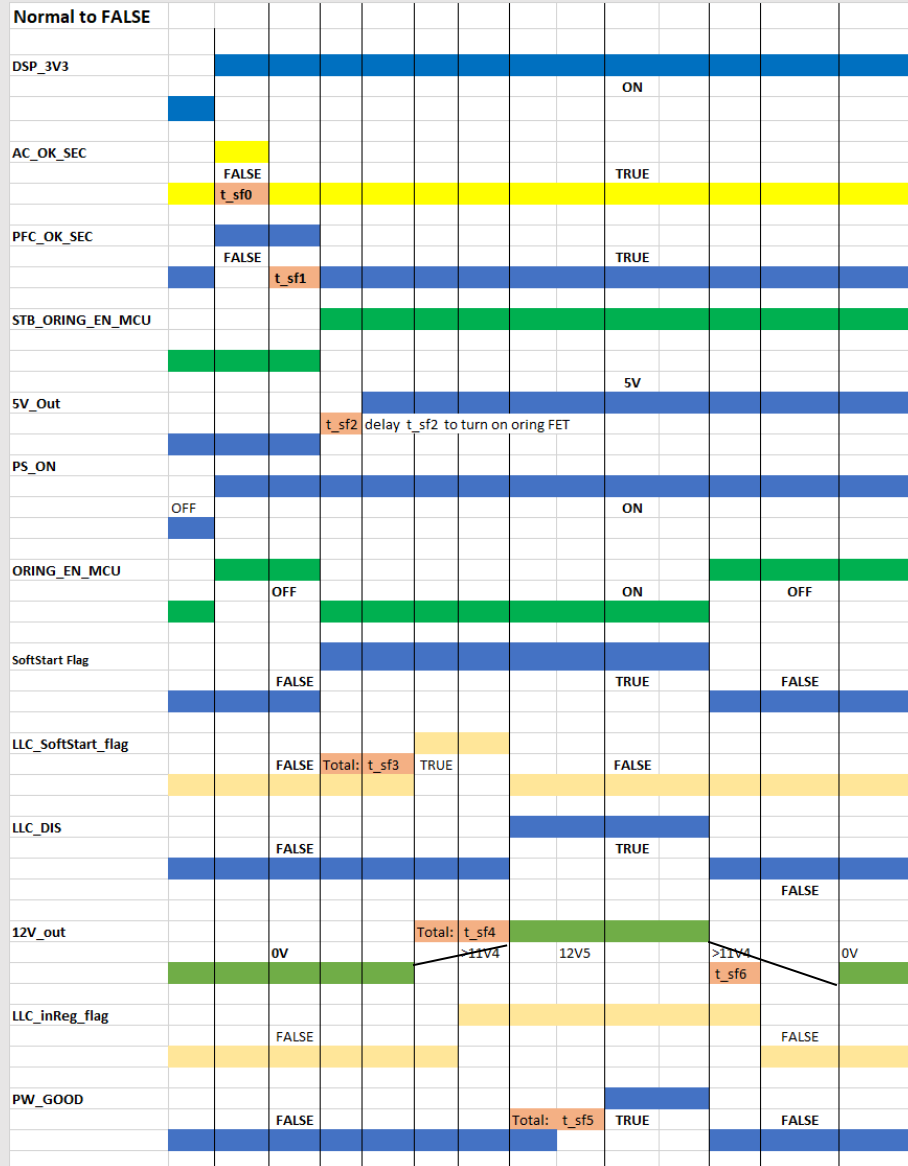 Normal to FALSE
DSP_3V3
ON
AC_OK_SEC
FALSE TRUE
t_sf0
PFC_OK_SEC
FALSE TRUE
t_sf1
STB_ORING_EN_MCU
5V
5V_Out
t_sf2 delay t_sf2 to turn on oring FET
PS_ON
OFF ON
ORING_EN_MCU
OFF ON OFF
SoftStart Flag
FALSE TRUE FALSE
LLC_SoftStart_flag
FALSE Total: t_sf3 TRUE FALSE
LLC_DIS
FALSE TRUE
FALSE
12V_out Total: t_sf4
0V >11V4 12V5 >11V4 0V
t_sf6
LLC_inReg_flag
FALSE FALSE
PW_GOOD
FALSE Total: t_sf5 TRUE FALSE